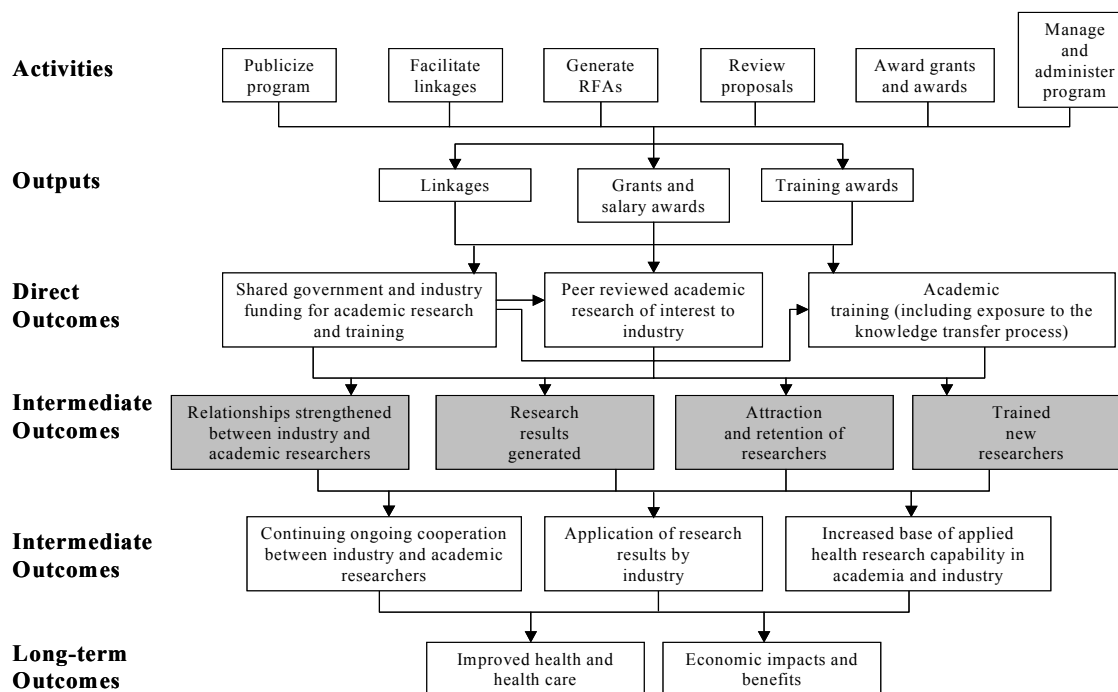 Activities
Publicize
program
Facilitate
linkages
Generate
RFAs
Review
proposals
Award grants
and awards
Manage
and
administer
program
Outputs
Linkages
Grants and
salary awards
Training awards
Direct
Outcomes
Shared government and industry
funding for academic research
and training
Peer reviewed academic
research of interest to
industry
Academic
training (including exposure to the
knowledge transfer process)
Intermediate
Outcomes
Relationships strengthened
between industry and
academic researchers
Research
results
generated
Attraction
and retention of
researchers
Trained
new
researchers
Intermediate
Outcomes
Continuing ongoing cooperation
between industry and academic
researchers
Application of research
results by
industry
Increased base of applied
health research capability in
academia and industry
Long-term
Outcomes
Improved health and
health care
Economic impacts and
benefits